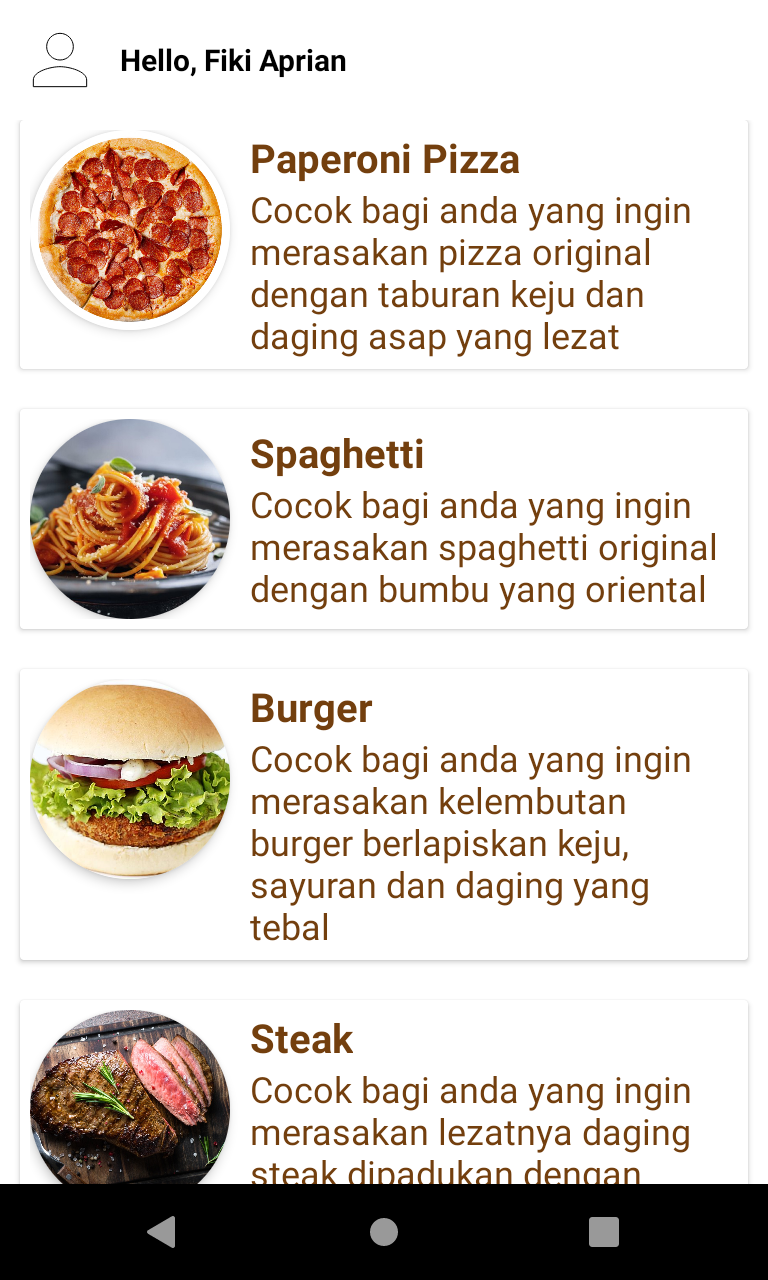 Hello, Fiki Aprian
Paperoni Pizza
Cocok bagi anda yang ingin
merasakan pizza original
dengan taburan keju dan
daging asap yang lezat
Spaghetti
Cocok bagi anda yang ingin
merasakan spaghetti original
dengan bumbu yang oriental
Burger
Cocok bagi anda yang ingin
merasakan kelembutan
burger berlapiskan keju,
sayuran dan daging yang
tebal
Steak
Cocok bagi anda yang ingin
merasakan lezatnya daging
steak dipadukan dengan